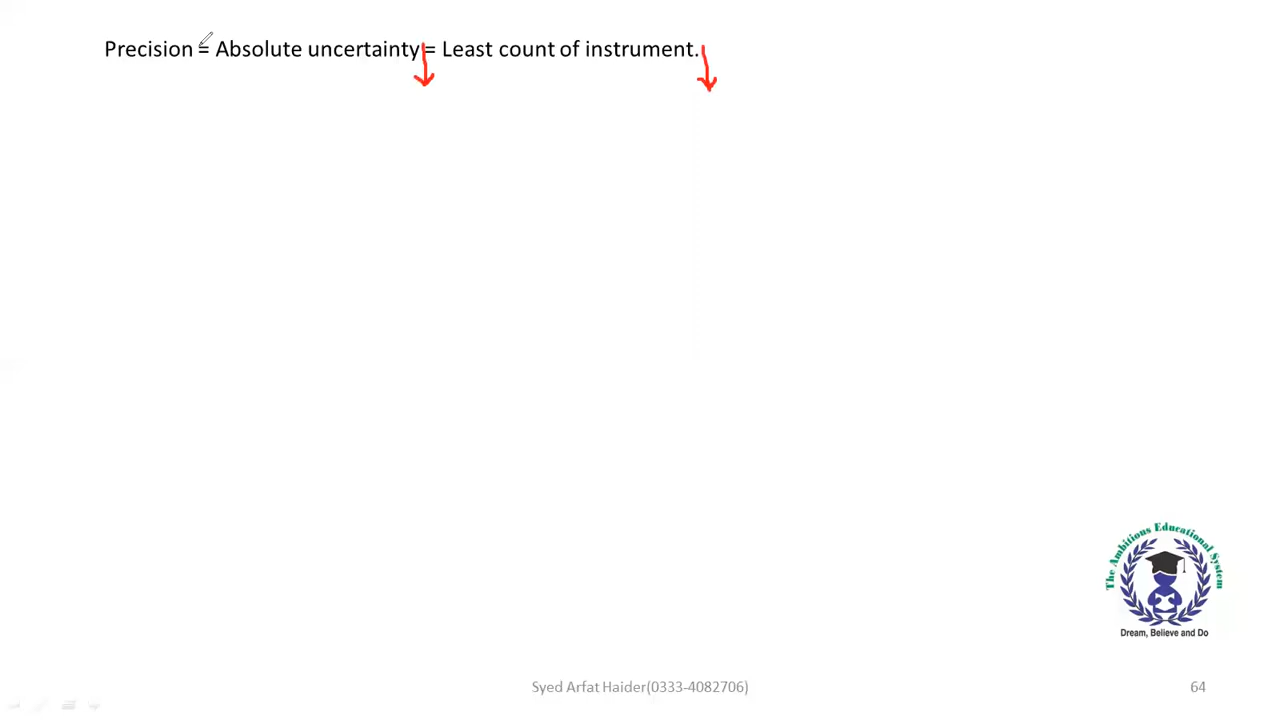 Precision = Absolute uncertainty = Least count of instrument.
The Ambitious Educational System
Dream, Believe and Do
Syed Arfat Haider(0333-4082706)
64